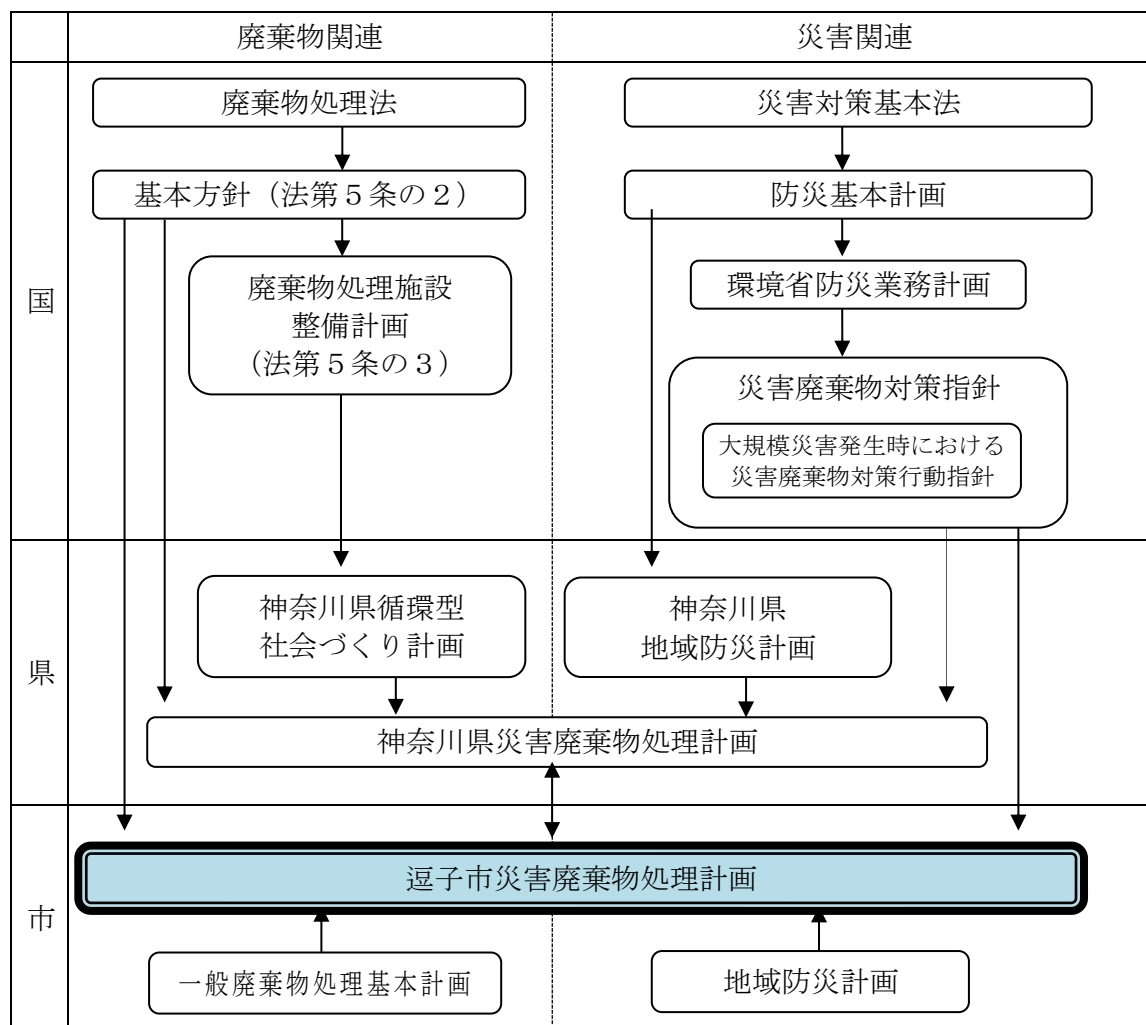 廃棄物関連
災害関連
国
廃棄物処理法
基本方針（法第５条の２）
廃棄物処理施設
整備計画
（法第５条の３）
災害対策基本法
防災基本計画
環境省防災業務計画
災害廃棄物対策指針
大規模災害発生時における
災害廃棄物対策行動指針
県
神奈川県循環型
社会づくり計画
神奈川県
地域防災計画
神奈川県災害廃棄物処理計画
市
逗子市災害廃棄物処理計画
一般廃棄物処理基本計画
地域防災計画